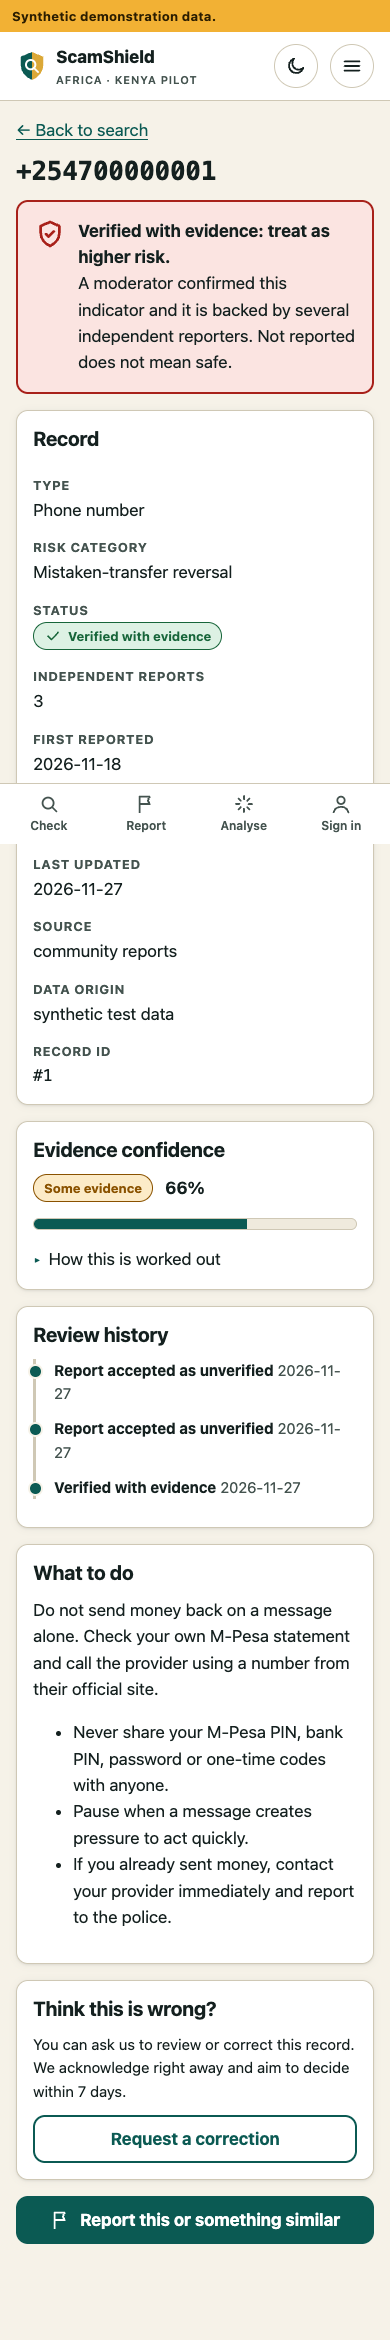 Synthetic demonstration data.
ScamShield
AFRICA · KENYA PILOT
← Back to search
+254700000001
Verified with evidence: treat as
higher risk.
A moderator confirmed this
indicator and it is backed by several
independent reporters. Not reported
does not mean safe.
Record
TYPE
Phone number
RISK CATEGORY
Mistaken-transfer reversal
STATUS
Verified with evidence
INDEPENDENT REPORTS
3
FIRST REPORTED
2026-11-18
Check
Report
Analyse
Sign in
LAST UPDATED
2026-11-27
SOURCE
community reports
DATA ORIGIN
synthetic test data
RECORD ID
#1
Evidence confidence
Some evidence 66%
How this is worked out
Review history
Report accepted as unverified 2026-11-
27
Report accepted as unverified 2026-11-
27
Verified with evidence 2026-11-27
What to do
Do not send money back on a message
alone. Check your own M-Pesa statement
and call the provider using a number from
their official site.
• Never share your M-Pesa PIN, bank
PIN, password or one-time codes
with anyone.
• Pause when a message creates
pressure to act quickly.
• If you already sent money, contact
your provider immediately and report
to the police.
Think this is wrong?
You can ask us to review or correct this record.
We acknowledge right away and aim to decide
within 7 days.
Request a correction
Report this or something similar